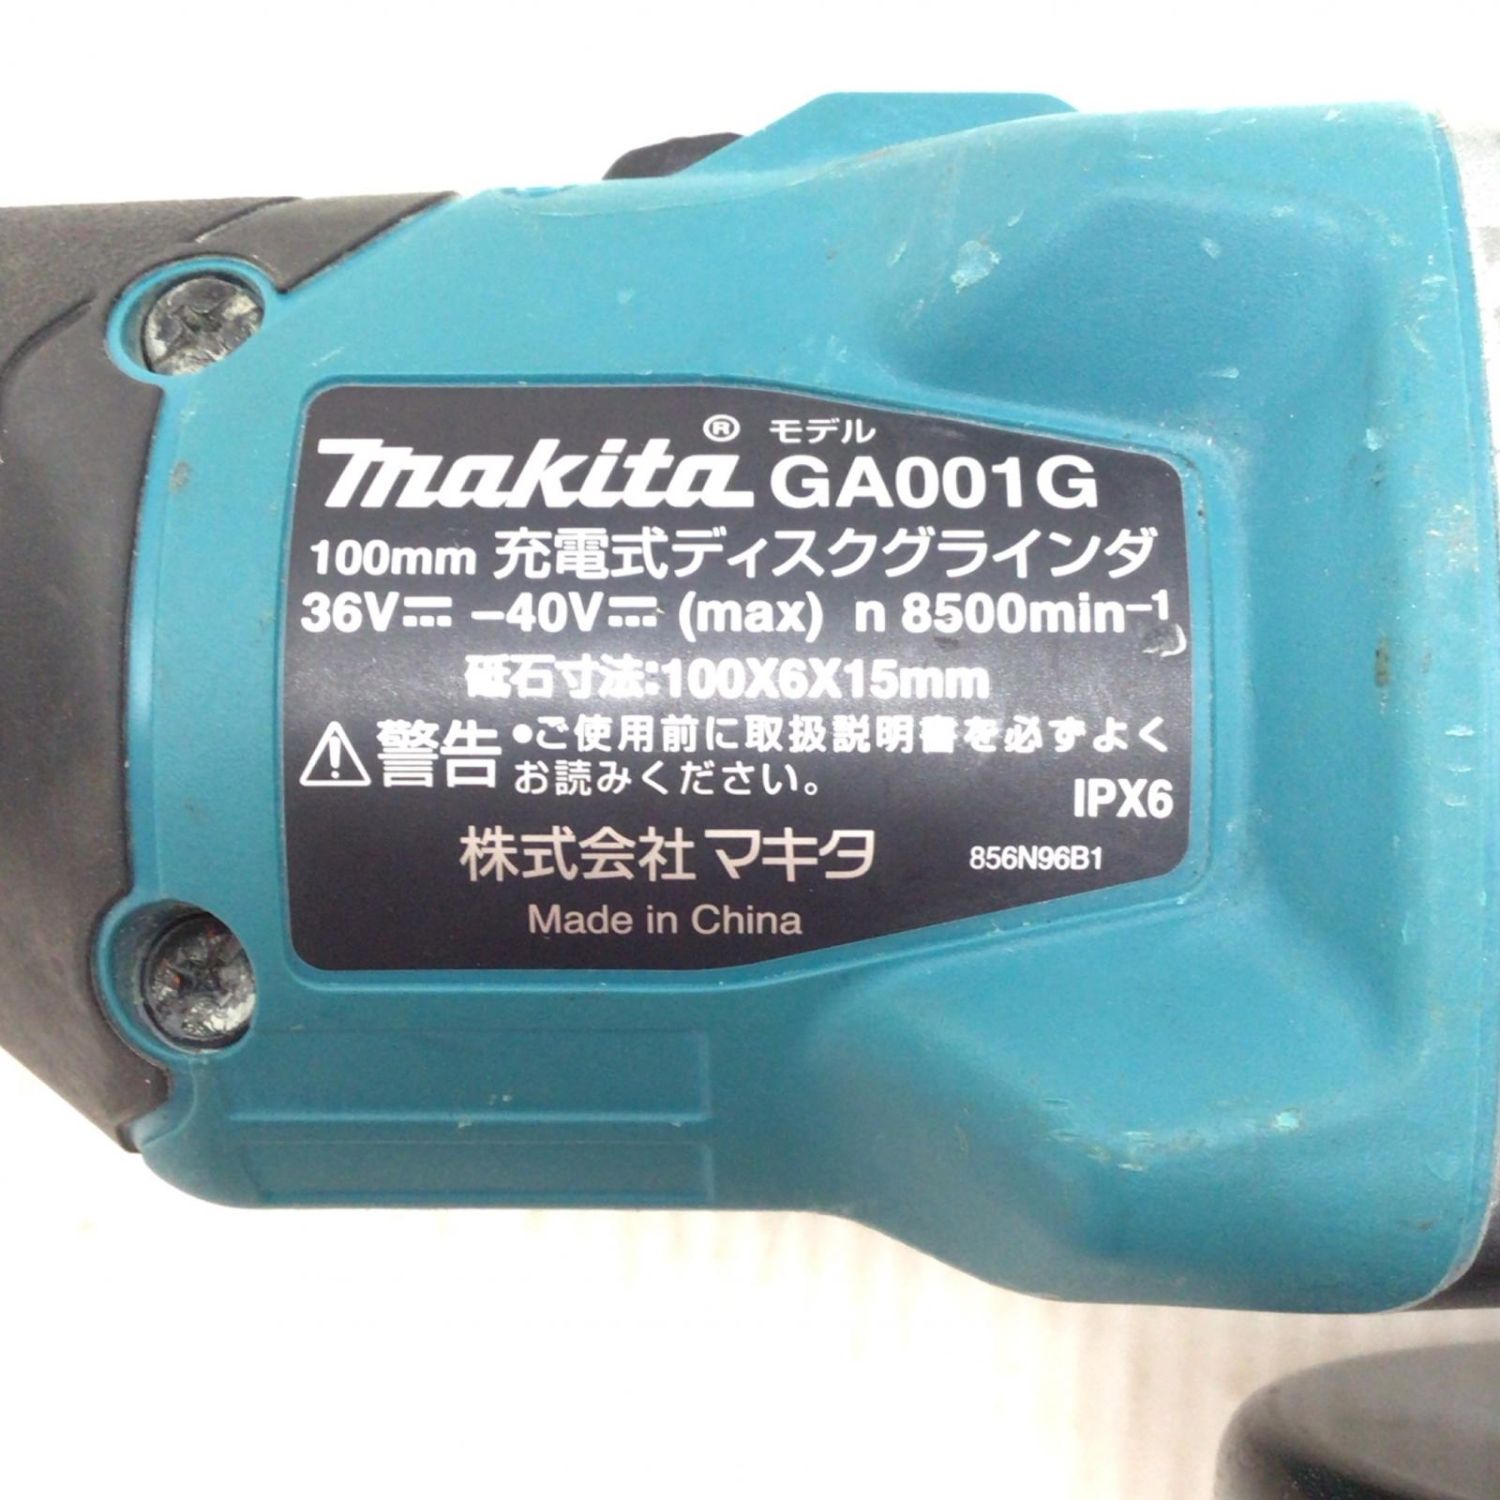 makita® モデル GA001G
100mm 充電式ディスクグラインダ
36V⎓ -40V⎓ (max) n 8500min⁻¹
砥石寸法:100X6X15mm
⚠警告 •ご使用前に取扱説明書を必ずよく
お読みください。
IPX6
株式会社マキタ 856N96B1
Made in China